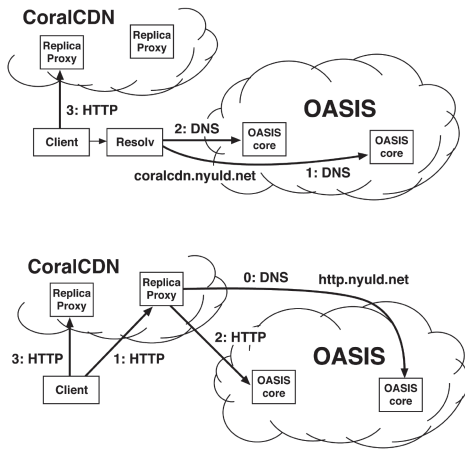 CoralCDN
Replica
Proxy
Replica
Proxy
OASIS
3: HTTP
2: DNS
OASIS
core
OASIS
core
Client
Resolv
coralcdn.nyuld.net
1: DNS
CoralCDN
Replica
Proxy
0: DNS
http.nyuld.net
Replica
Proxy
2: HTTP
3: HTTP
1: HTTP
OASIS
Client
OASIS
core
OASIS
core